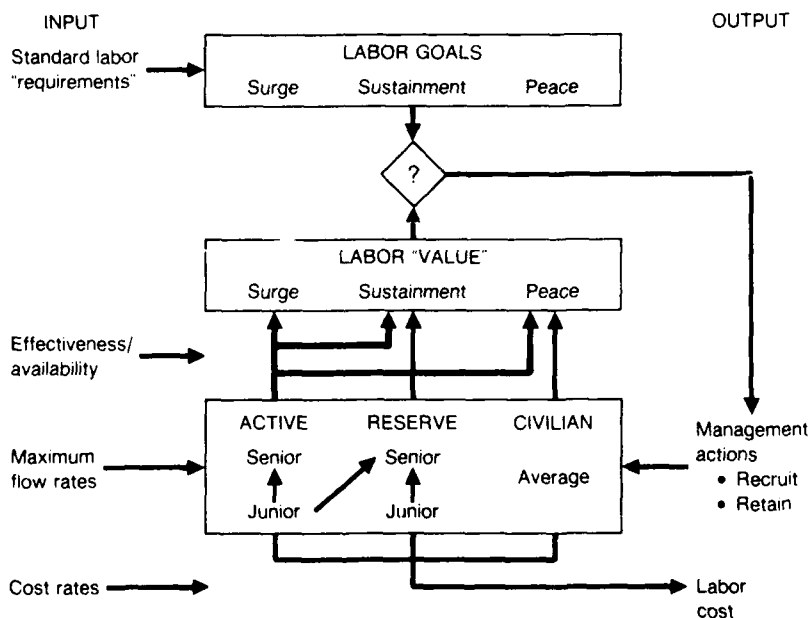 INPUT
OUTPUT
Standard labor
"requirements"
LABOR GOALS
Surge Sustainment Peace
?
LABOR "VALUE"
Surge Sustainment Peace
Effectiveness/
availability
ACTIVE RESERVE CIVILIAN
Senior Senior
Average
Junior Junior
Maximum
flow rates
Management
actions
• Recruit
• Retain
Cost rates
Labor
cost